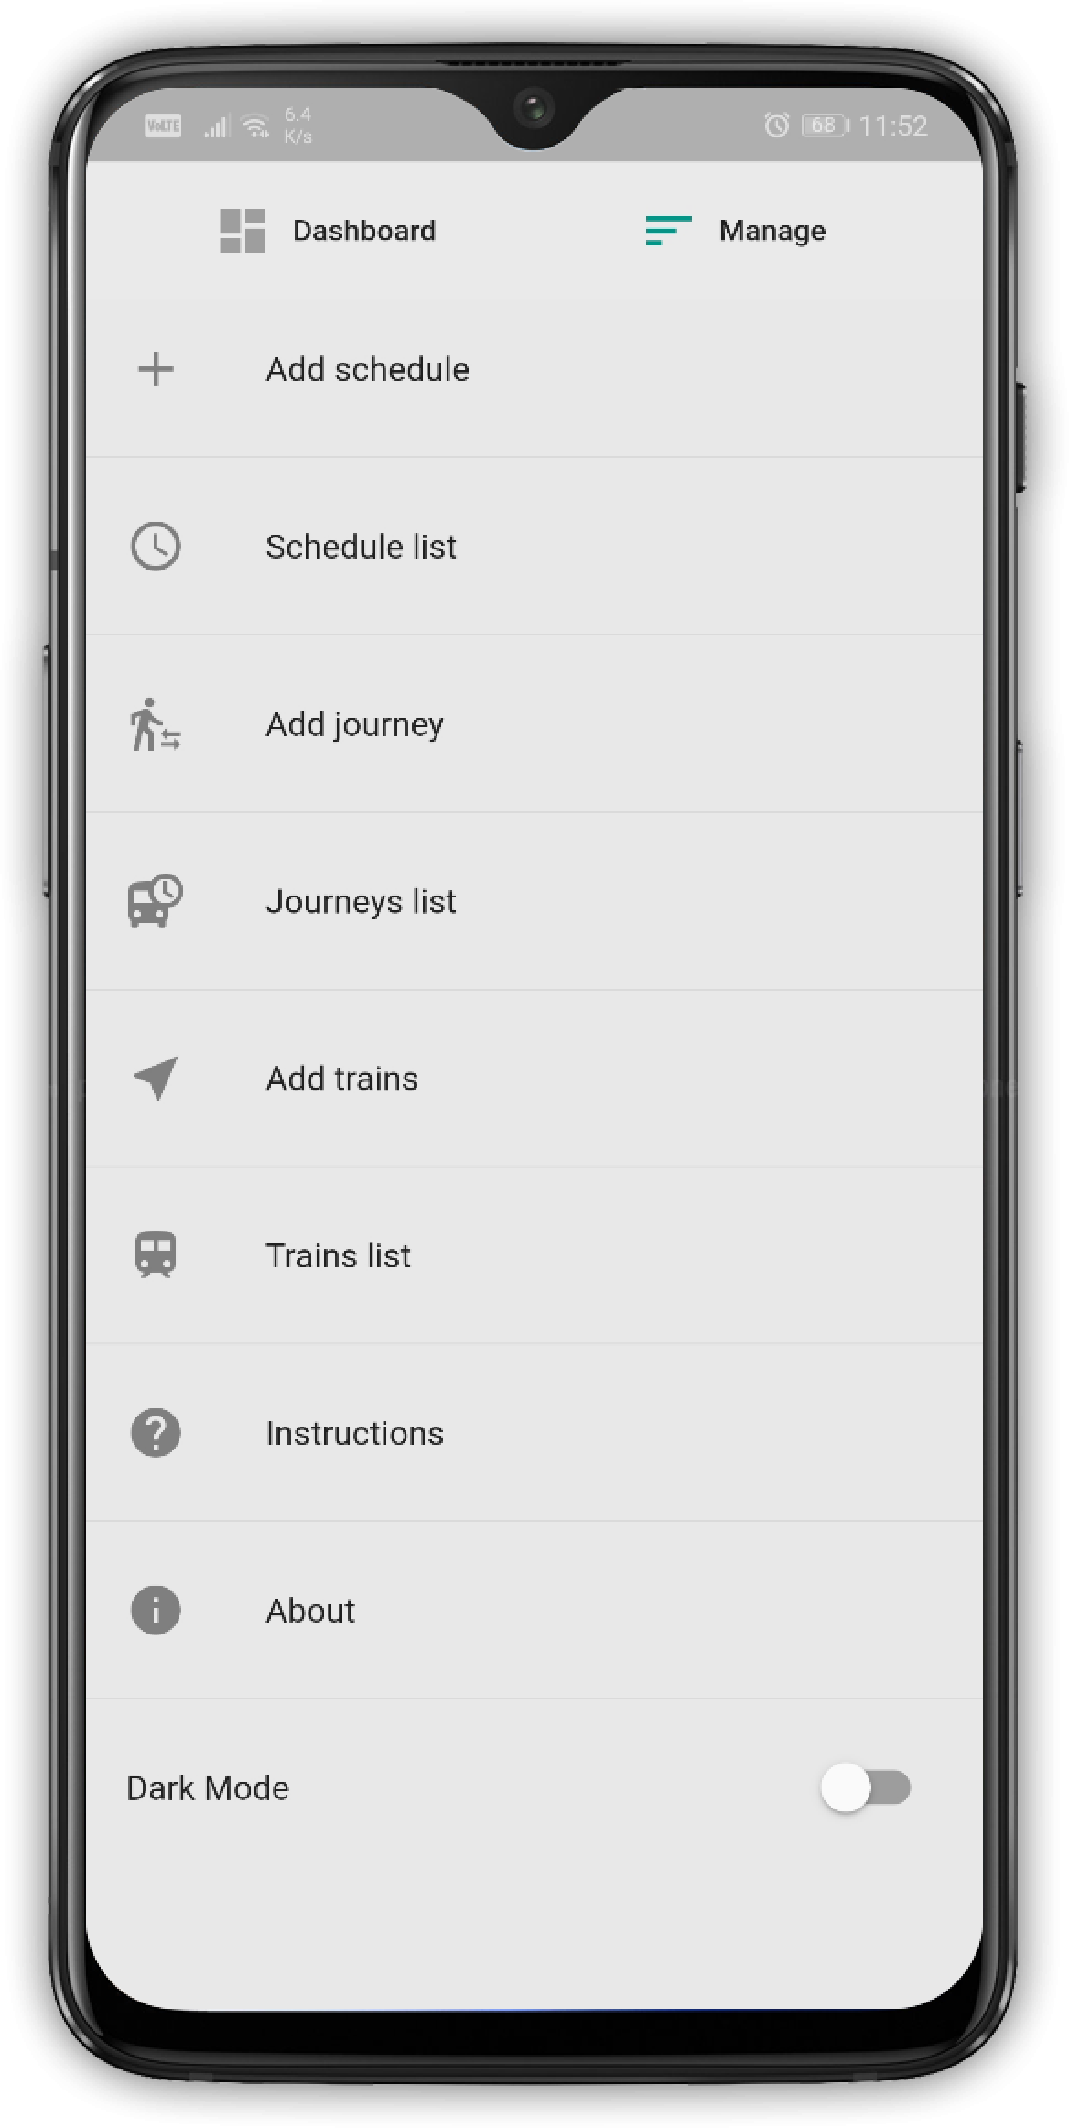 VoLTE 6.4 K/s 68 11:52
Dashboard Manage
Add schedule
Schedule list
Add journey
Journeys list
Add trains
Trains list
Instructions
About
Dark Mode